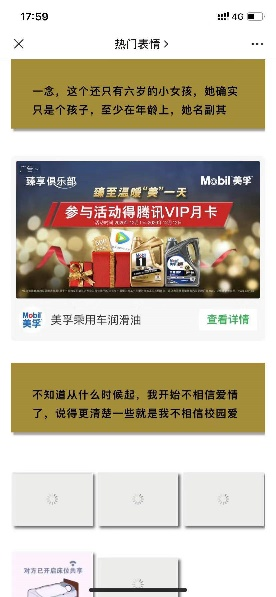 17:59
4G
热门表情
一念，这个还只有六岁的小女孩，她确实
只是个孩子，至少在年龄上，她名副其
广告
臻享俱乐部
Mobil 美孚
臻至温暖“美”一天
参与活动得腾讯VIP月卡
Mobil
美孚
美孚乘用车润滑油
查看详情
不知道从什么时候起，我开始不相信爱情
了，说得更清楚一些就是我不相信校园爱
对方已开启床位共享